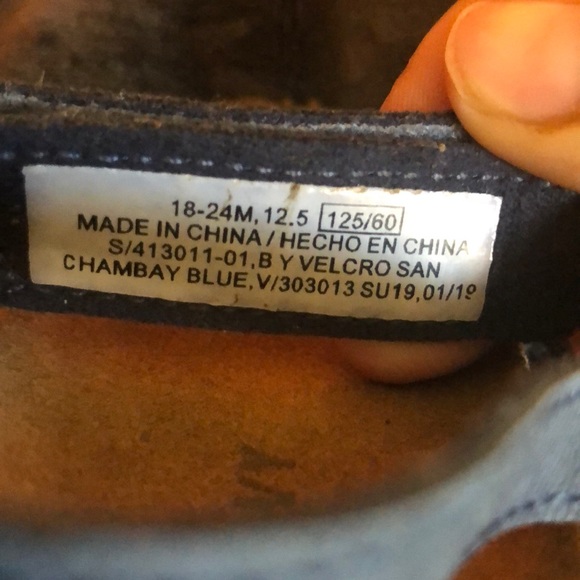 18-24M, 12.5 125/60
MADE IN CHINA / HECHO EN CHINA
S/413011-01, B Y VELCRO SAN
CHAMBAY BLUE, V/303013 SU19, 01/19